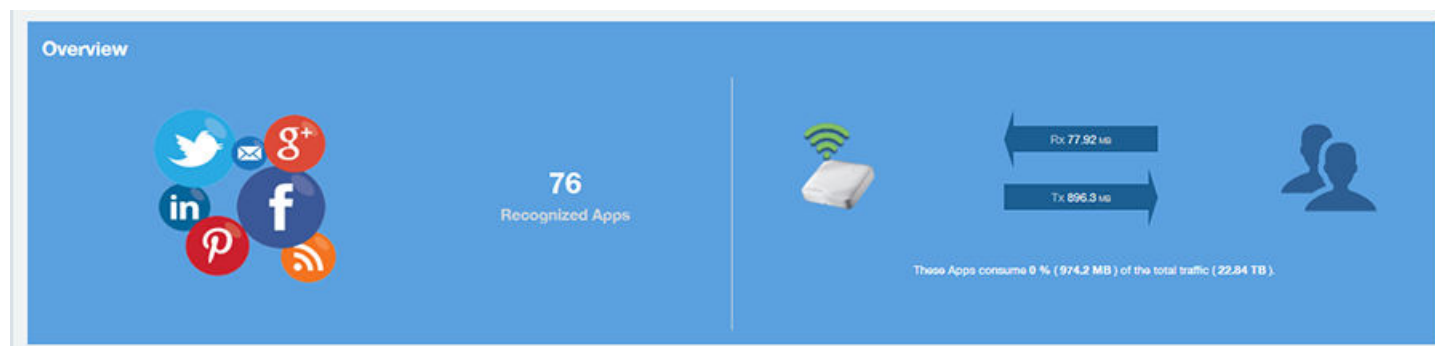 Overview
g+
in
f
76
Recognized Apps
Rx 77.92 MB
Tx 896.3 MB
These Apps consume 0 % ( 974.2 MB ) of the total traffic ( 22.84 TB ).